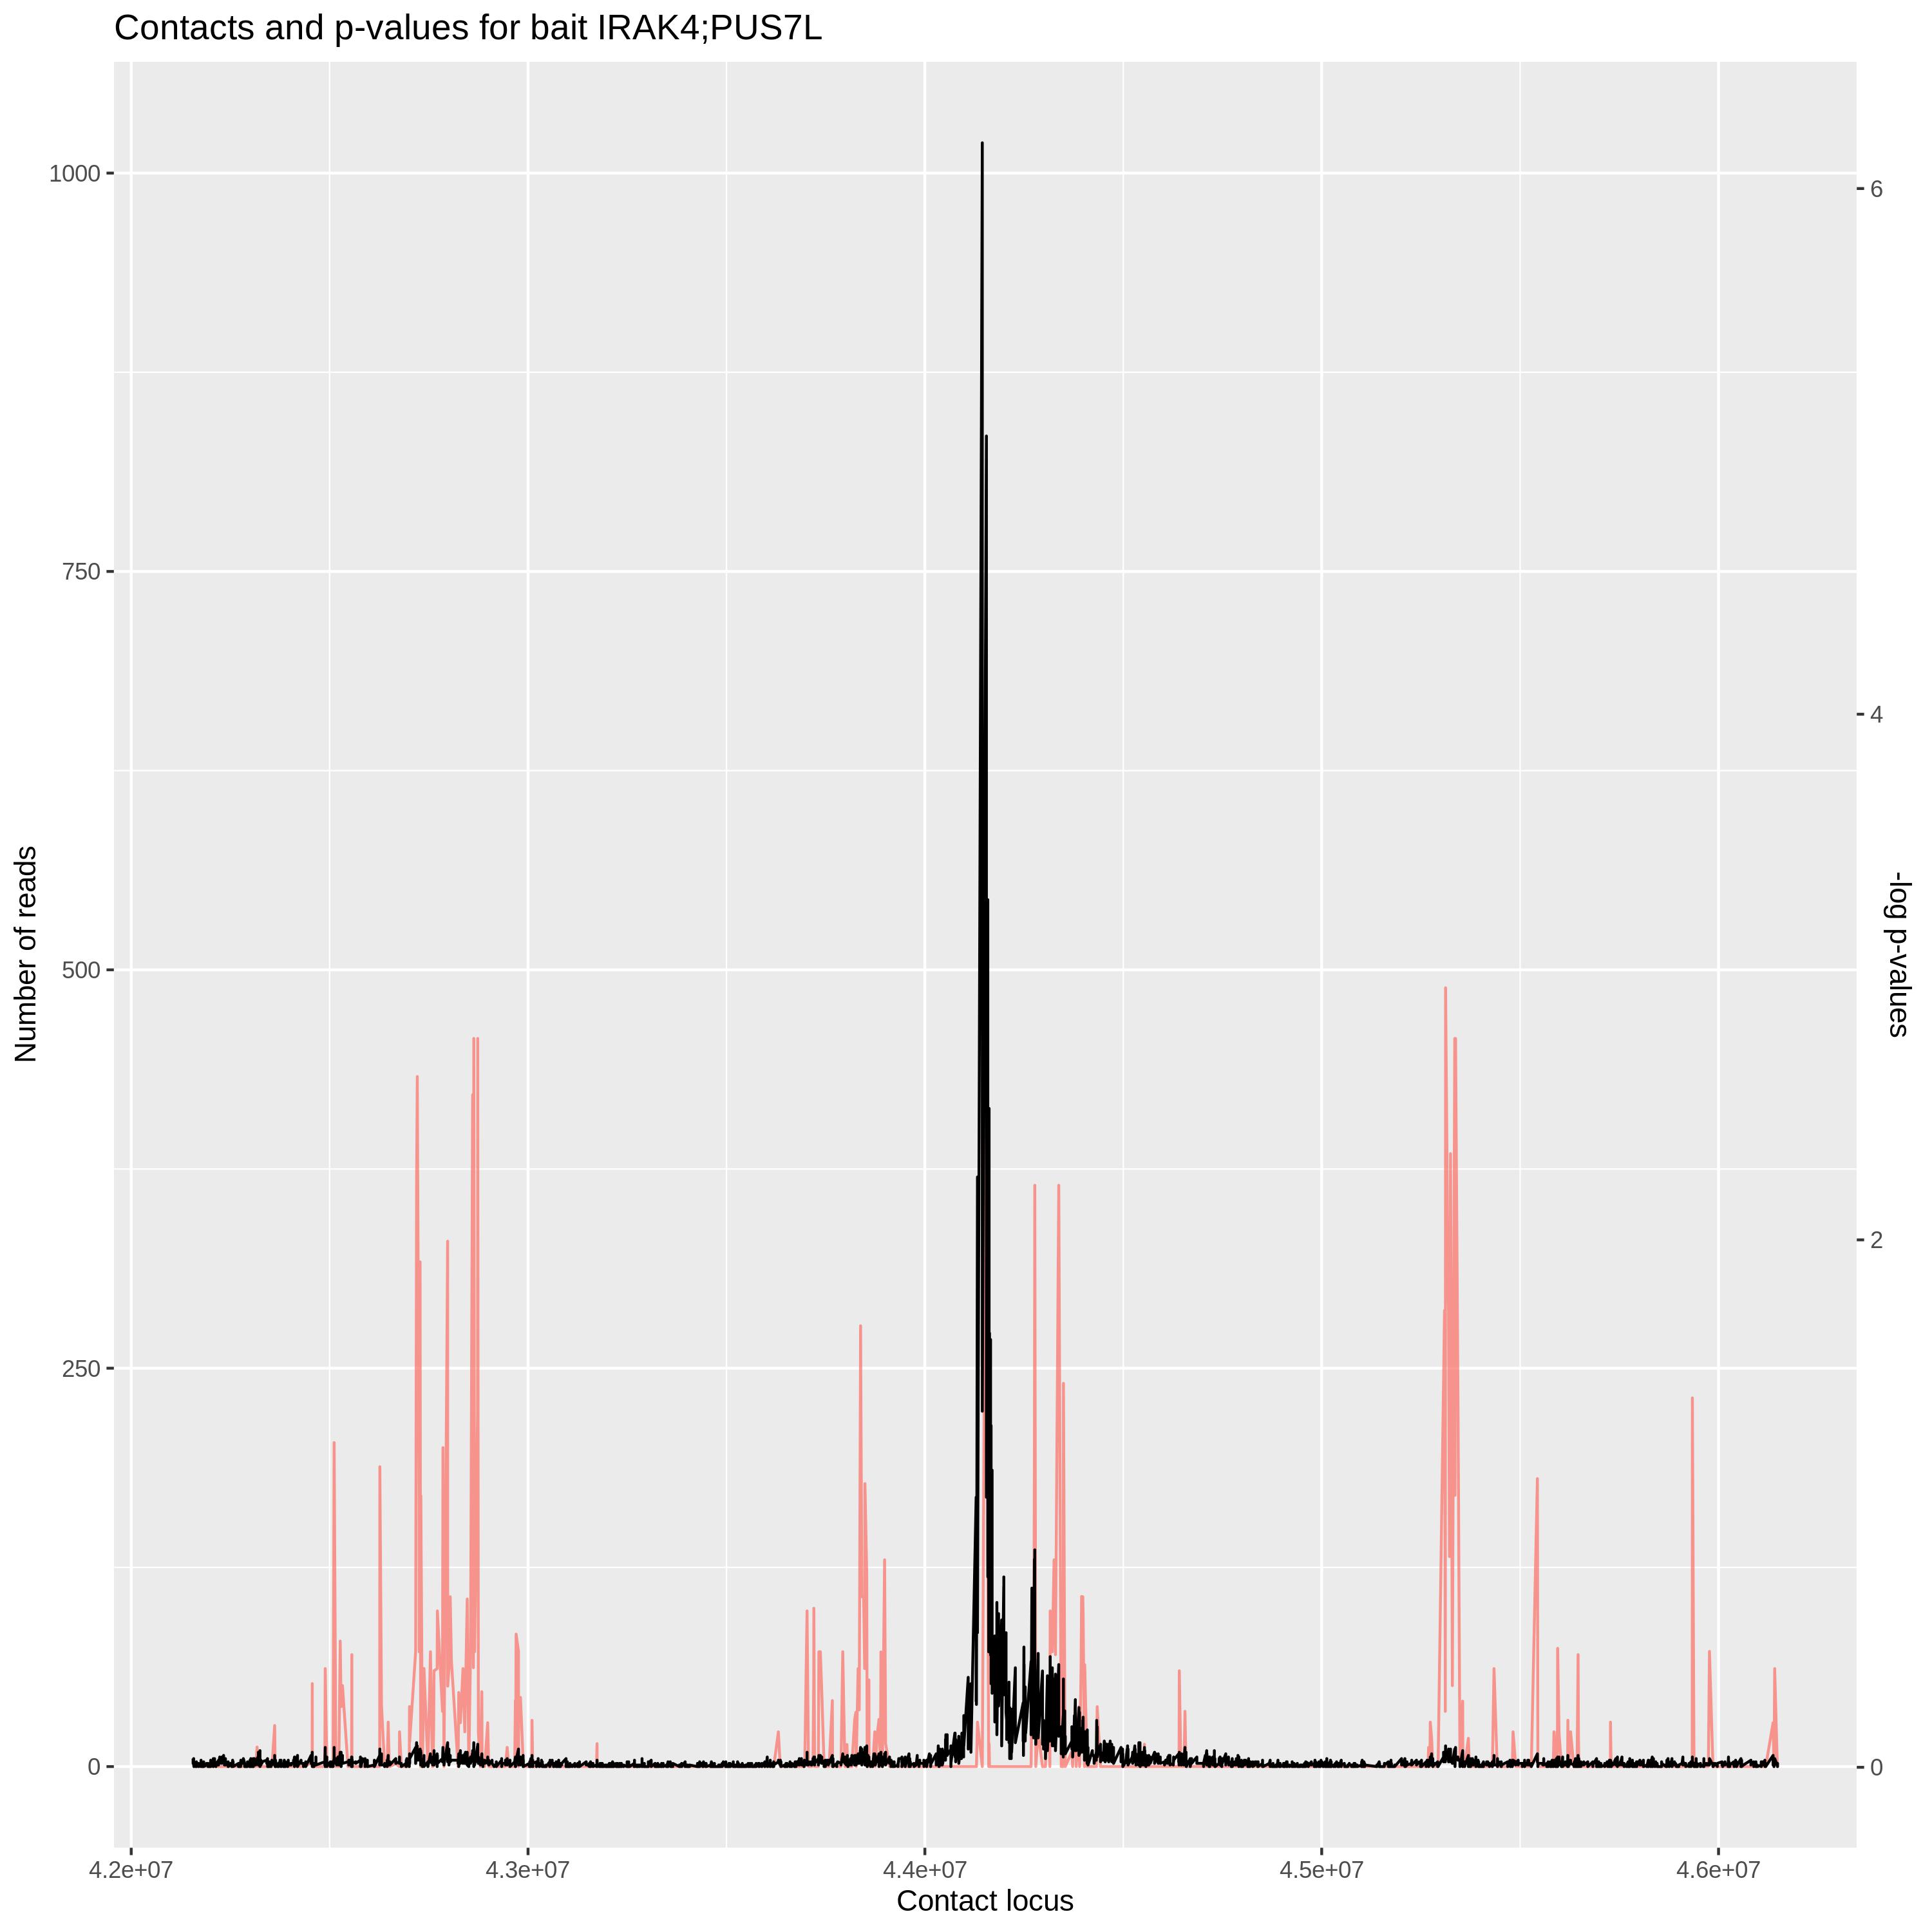 Contacts and p-values for bait IRAK4;PUS7L
1000
750
500
250
0
Number of reads
6
4
2
0
-log p-values
4.2e+07
4.3e+07
4.4e+07
4.5e+07
4.6e+07
Contact locus